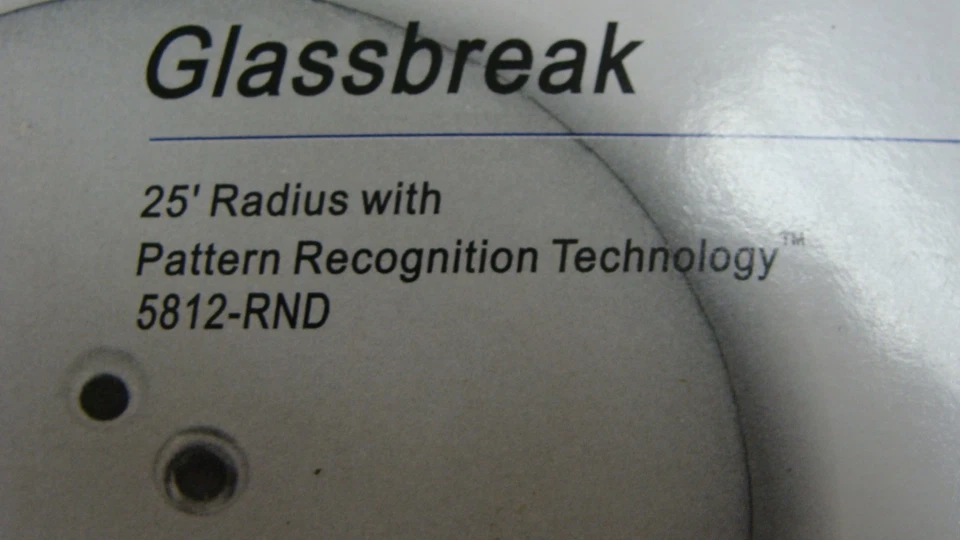 Glassbreak
25' Radius with
Pattern Recognition Technology™
5812-RND